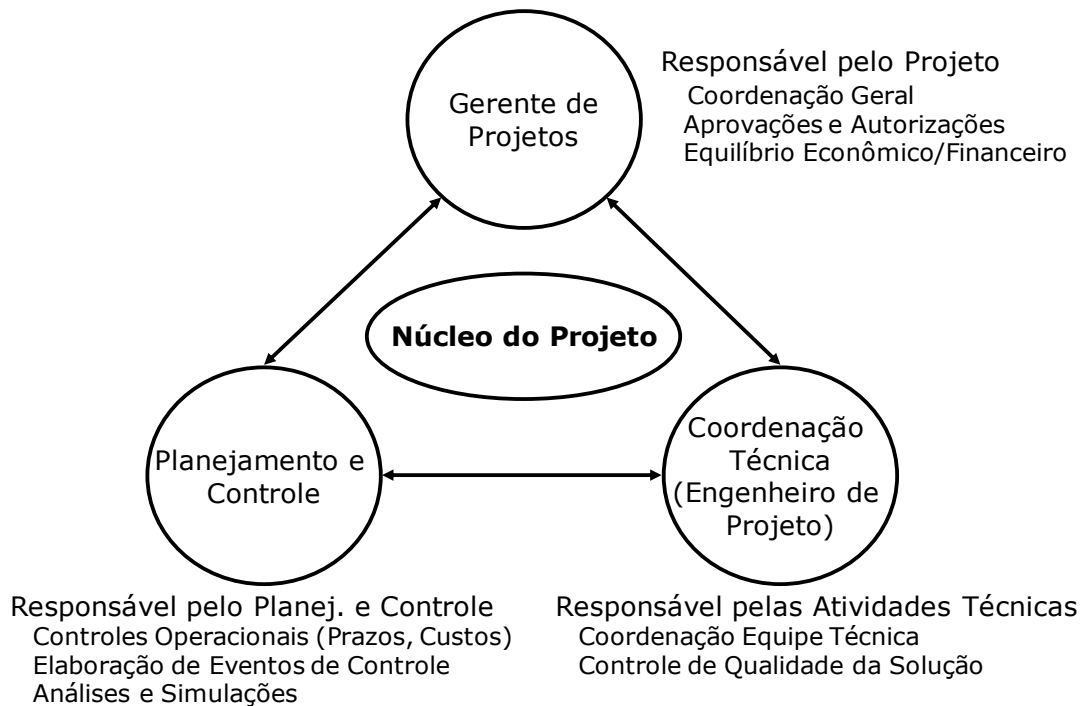 Gerente de
Projetos
Responsável pelo Projeto
Coordenação Geral
Aprovações e Autorizações
Equilíbrio Econômico/Financeiro
Núcleo do Projeto
Planejamento e
Controle
Coordenação
Técnica
(Engenheiro de
Projeto)
Responsável pelo Planej. e Controle
Controles Operacionais (Prazos, Custos)
Elaboração de Eventos de Controle
Análises e Simulações
Responsável pelas Atividades Técnicas
Coordenação Equipe Técnica
Controle de Qualidade da Solução